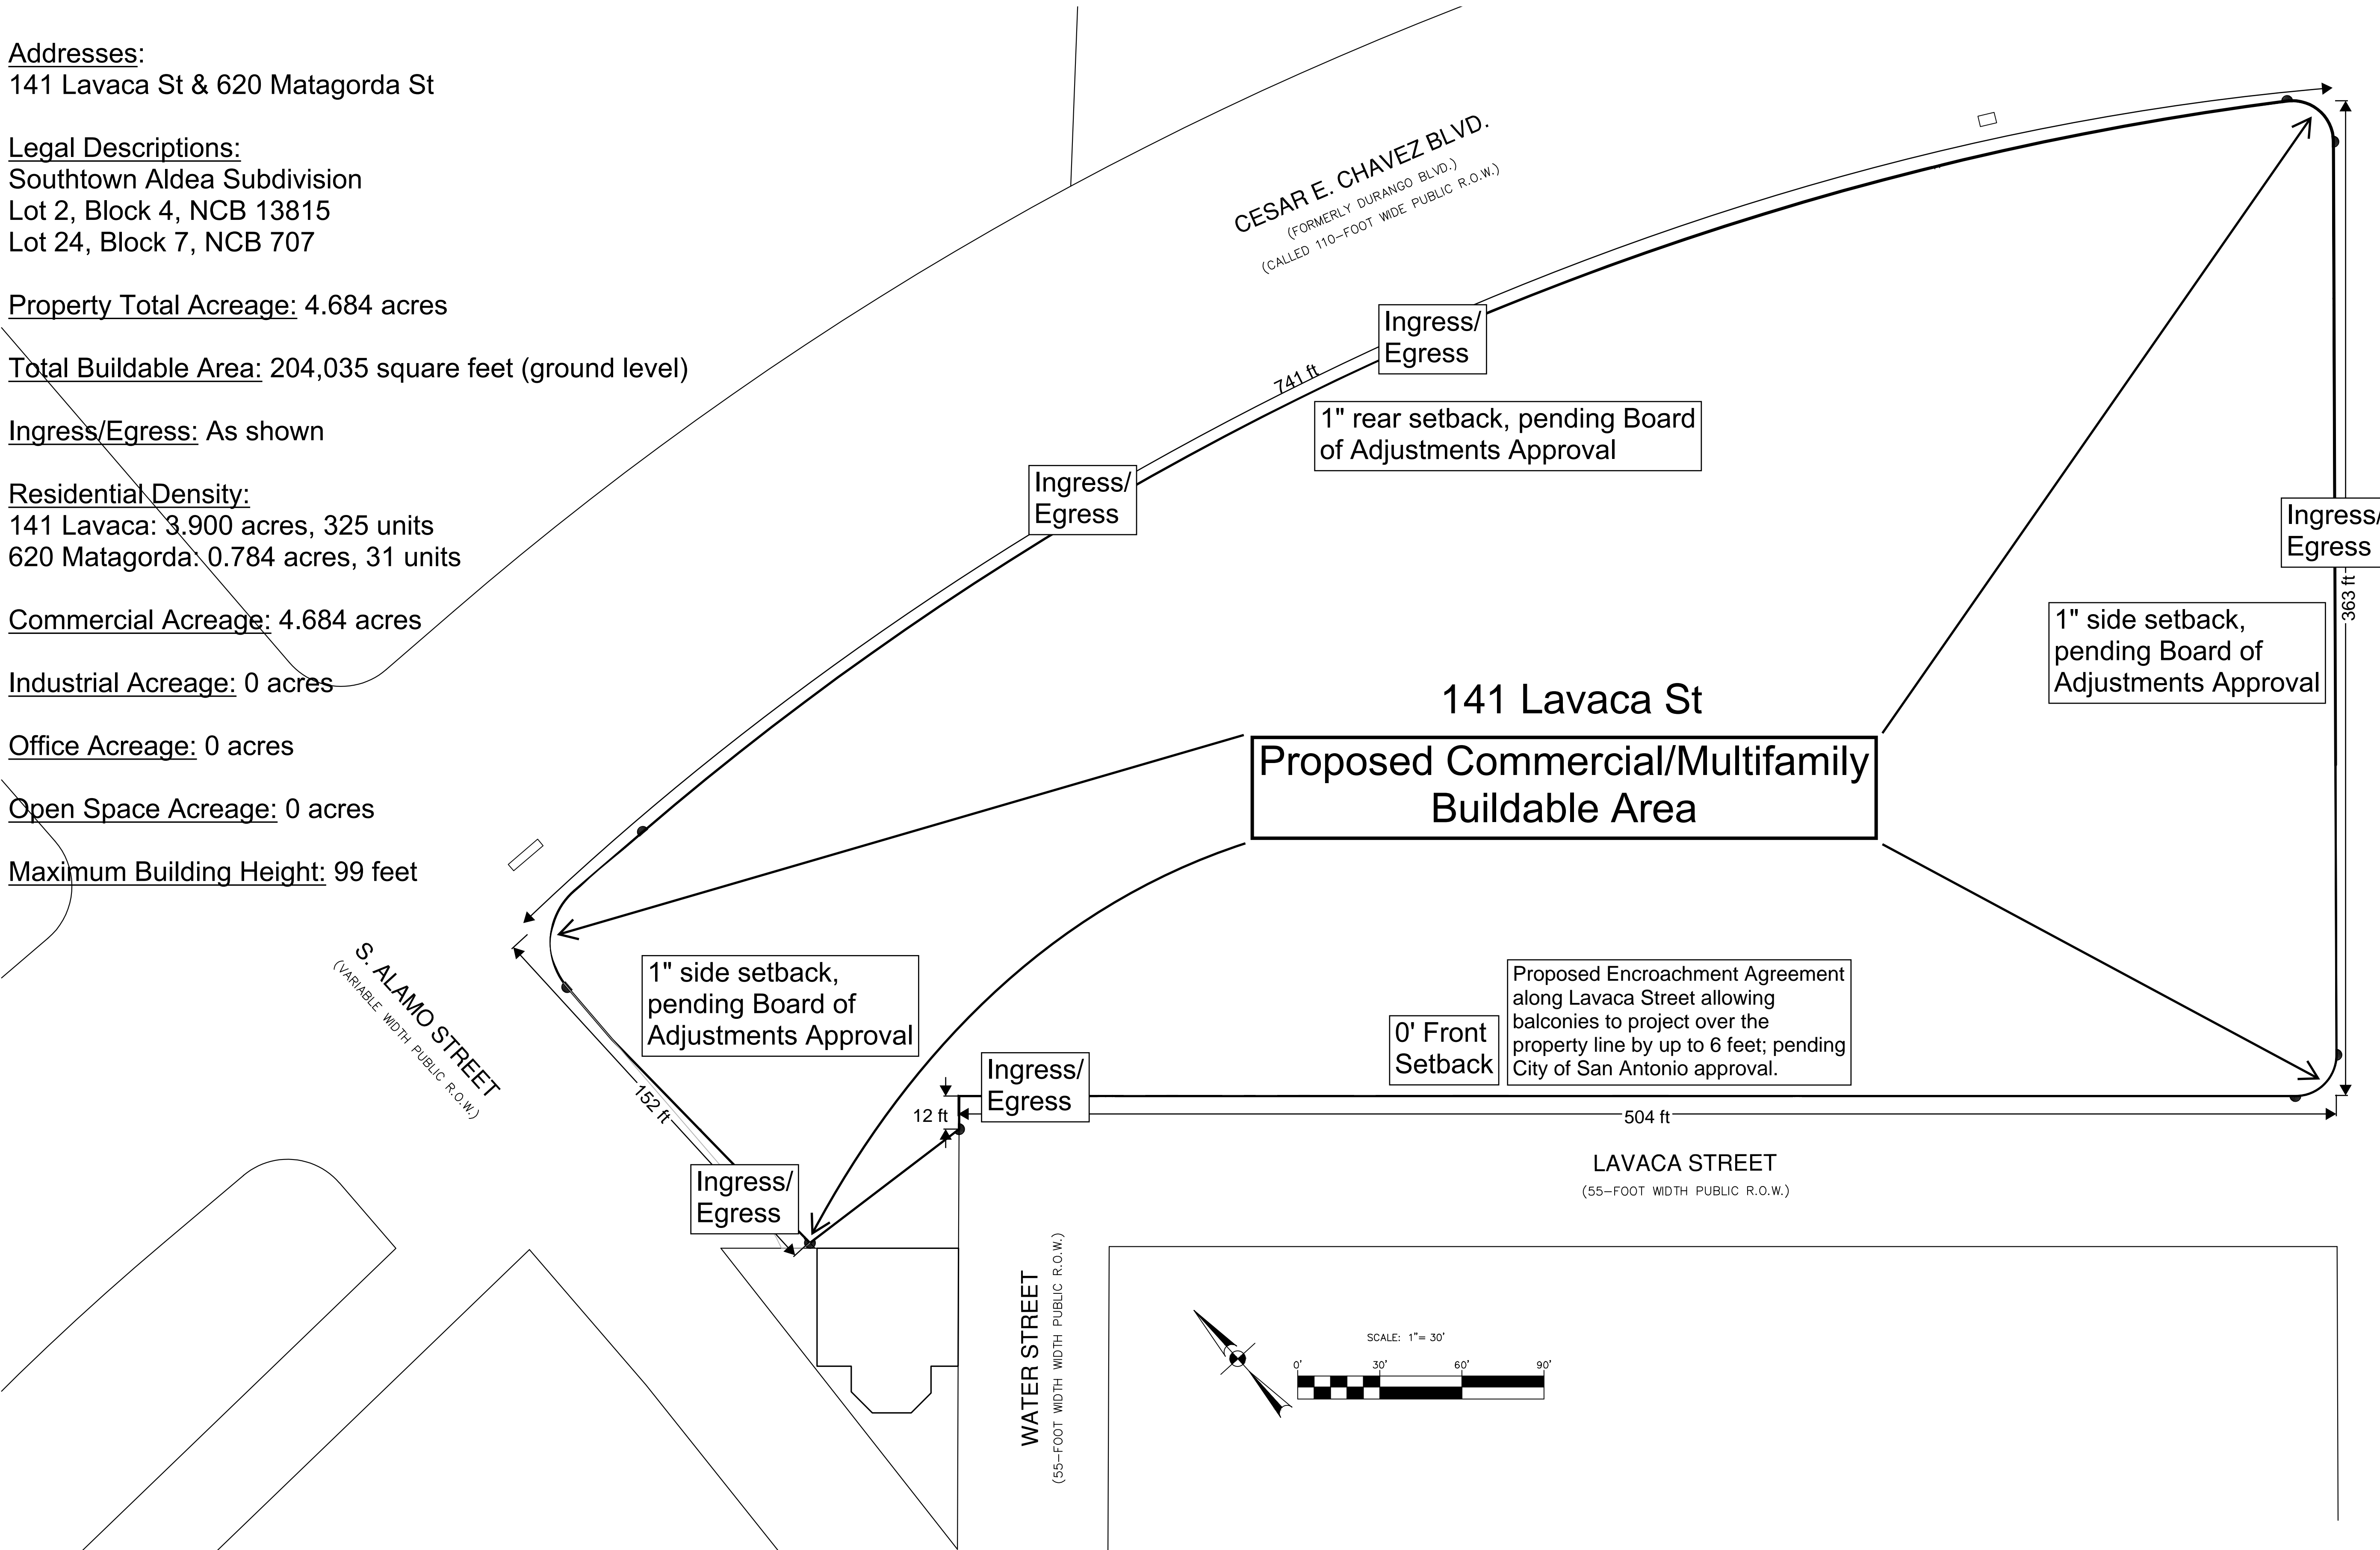 Addresses:
141 Lavaca St & 620 Matagorda St
Legal Descriptions:
Southtown Aldea Subdivision
Lot 2, Block 4, NCB 13815
Lot 24, Block 7, NCB 707
Property Total Acreage: 4.684 acres
Total Buildable Area: 204,035 square feet (ground level)
Ingress/Egress: As shown
Residential Density:
141 Lavaca: 3.900 acres, 325 units
620 Matagorda: 0.784 acres, 31 units
Commercial Acreage: 4.684 acres
Industrial Acreage: 0 acres
Office Acreage: 0 acres
Open Space Acreage: 0 acres
Maximum Building Height: 99 feet
CESAR E. CHAVEZ BLVD.
(FORMERLY DURANGO BLVD.)
(CALLED 110-FOOT WIDE PUBLIC R.O.W.)
Ingress/
Egress
741 ft
1" rear setback, pending Board
of Adjustments Approval
Ingress/
Egress
Ingress/
Egress
363 ft
1" side setback,
pending Board of
Adjustments Approval
141 Lavaca St
Proposed Commercial/Multifamily
Buildable Area
S. ALAMO STREET
(VARIABLE WIDTH PUBLIC R.O.W.)
1" side setback,
pending Board of
Adjustments Approval
152 ft
0' Front
Setback
Proposed Encroachment Agreement
along Lavaca Street allowing
balconies to project over the
property line by up to 6 feet; pending
City of San Antonio approval.
Ingress/
Egress
12 ft
504 ft
LAVACA STREET
(55-FOOT WIDTH PUBLIC R.O.W.)
Ingress/
Egress
WATER STREET
(55-FOOT WIDTH WIDTH PUBLIC R.O.W.)
SCALE: 1"= 30'
0' 30' 60' 90'